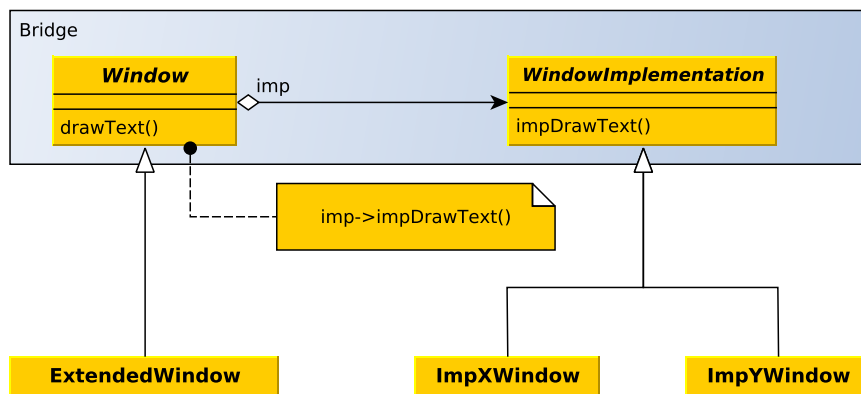 Bridge
Window
imp
WindowImplementation
drawText()
impDrawText()
imp->impDrawText()
ExtendedWindow
ImpXWindow
ImpYWindow